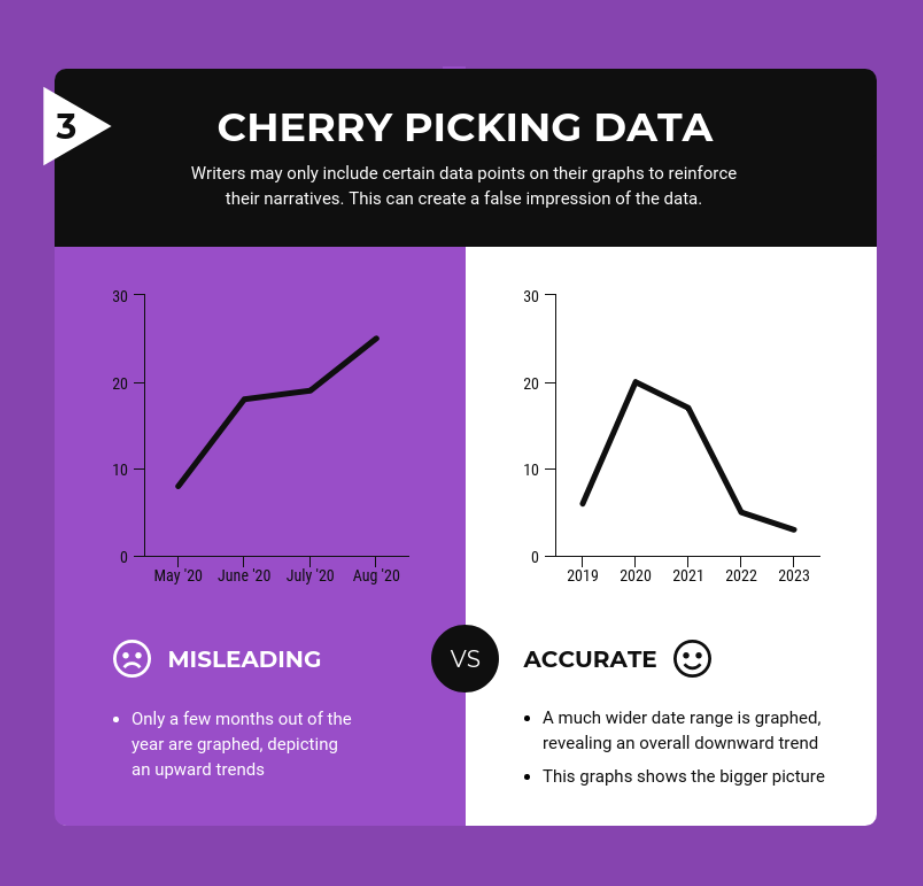 3
CHERRY PICKING DATA
Writers may only include certain data points on their graphs to reinforce
their narratives. This can create a false impression of the data.
30
20
10
0
May '20 June '20 July '20 Aug '20
30
20
10
0
2019 2020 2021 2022 2023
MISLEADING
VS
ACCURATE
• Only a few months out of the
year are graphed, depicting
an upward trends
• A much wider date range is graphed,
revealing an overall downward trend
• This graphs shows the bigger picture